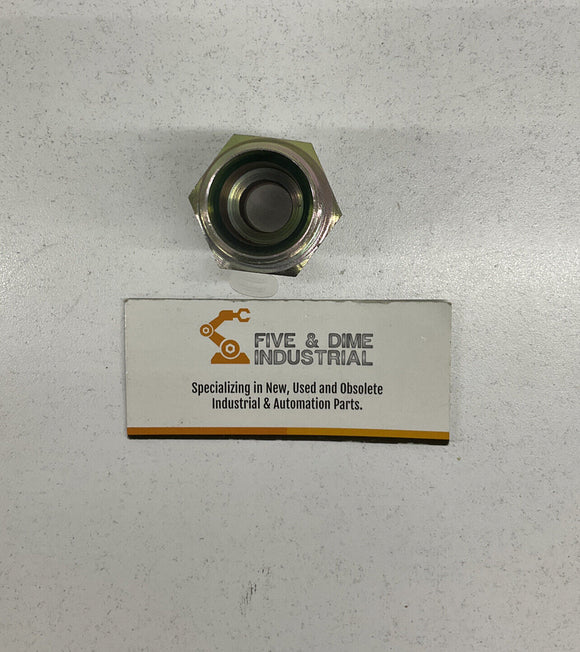 FIVE & DIME
INDUSTRIAL
Specializing in New, Used and Obsolete
Industrial & Automation Parts.